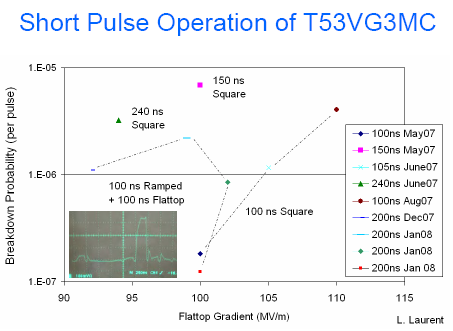 Short Pulse Operation of T53VG3MC
1.E-05
150 ns
Square
240 ns
Square
1.E-06
100 ns Ramped
+ 100 ns Flattop
100 ns Square
1.E-07
90
95
100
105
110
115
Breakdown Probability (per pulse)
Flattop Gradient (MV/m)
100ns May07
150ns May07
105ns June07
240ns June07
100ns Aug07
200ns Dec07
200ns Jan08
200ns Jan08
200ns Jan 08
L. Laurent